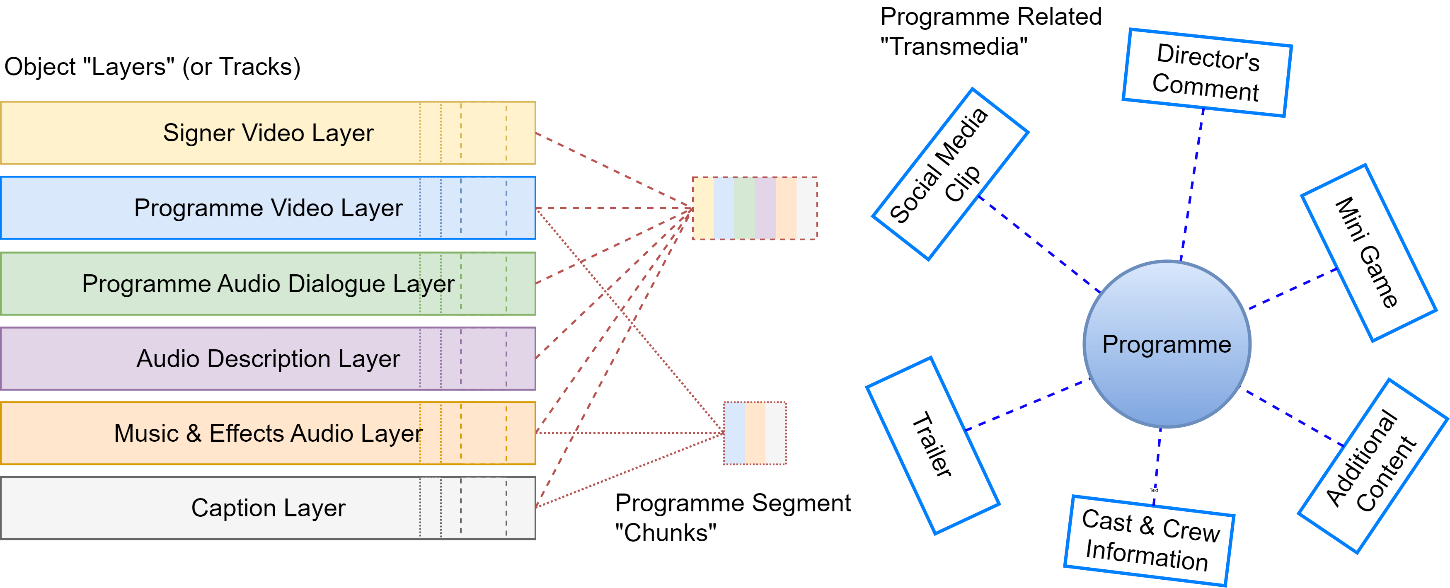 Object "Layers" (or Tracks)
Signer Video Layer
Programme Video Layer
Programme Audio Dialogue Layer
Audio Description Layer
Music & Effects Audio Layer
Caption Layer
Programme Segment
"Chunks"
Programme Related
"Transmedia"
Director's
Comment
Social Media
Clip
Mini Game
Programme
Trailer
Additional
Content
Cast & Crew
Information